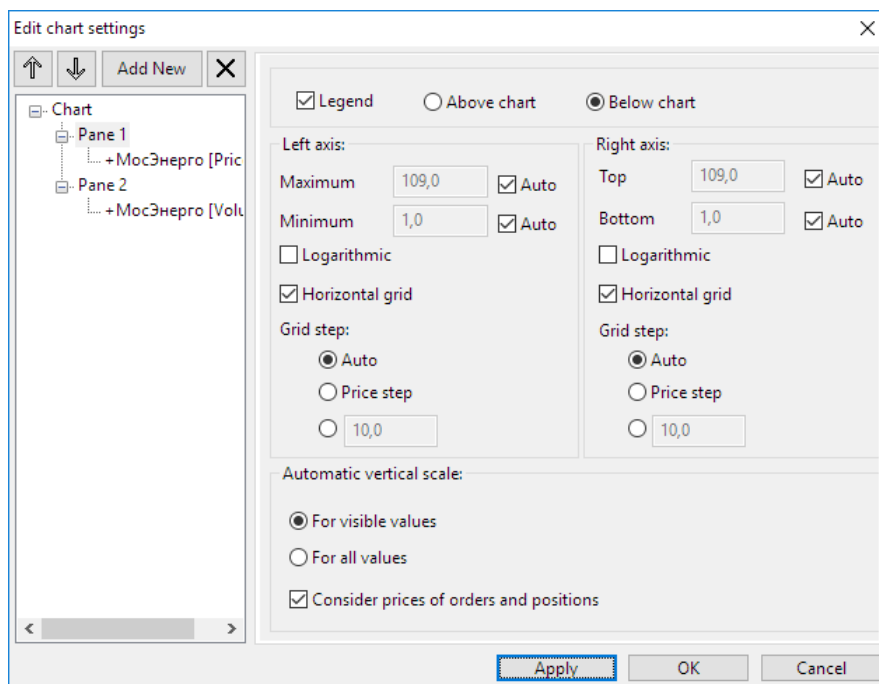 Edit chart settings
Add New
Chart
Pane 1
+МосЭнерго [Pric
Pane 2
+МосЭнерго [Volu
Legend Above chart Below chart
Left axis:
Maximum 109,0 Auto
Minimum 1,0 Auto
Logarithmic
Horizontal grid
Grid step:
Auto
Price step
10,0
Right axis:
Top 109,0 Auto
Bottom 1,0 Auto
Logarithmic
Horizontal grid
Grid step:
Auto
Price step
10,0
Automatic vertical scale:
For visible values
For all values
Consider prices of orders and positions
Apply OK Cancel